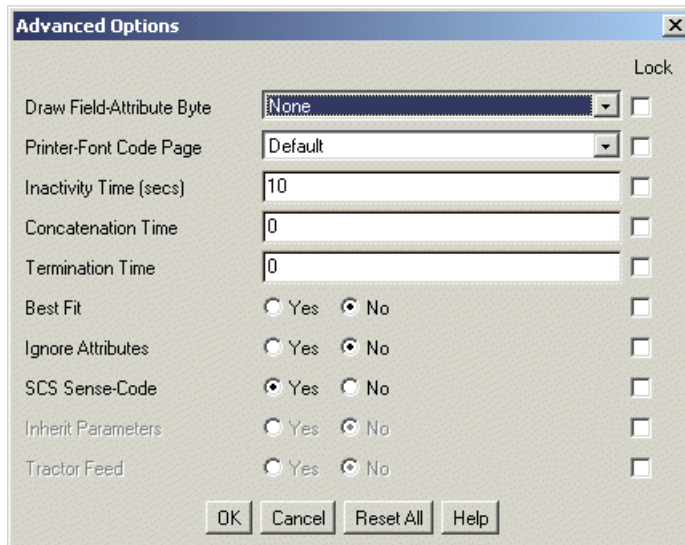 Advanced Options
Lock
Draw Field-Attribute Byte None
Printer-Font Code Page Default
Inactivity Time (secs) 10
Concatenation Time 0
Termination Time 0
Best Fit Yes No
Ignore Attributes Yes No
SCS Sense-Code Yes No
Inherit Parameters Yes No
Tractor Feed Yes No
OK Cancel Reset All Help